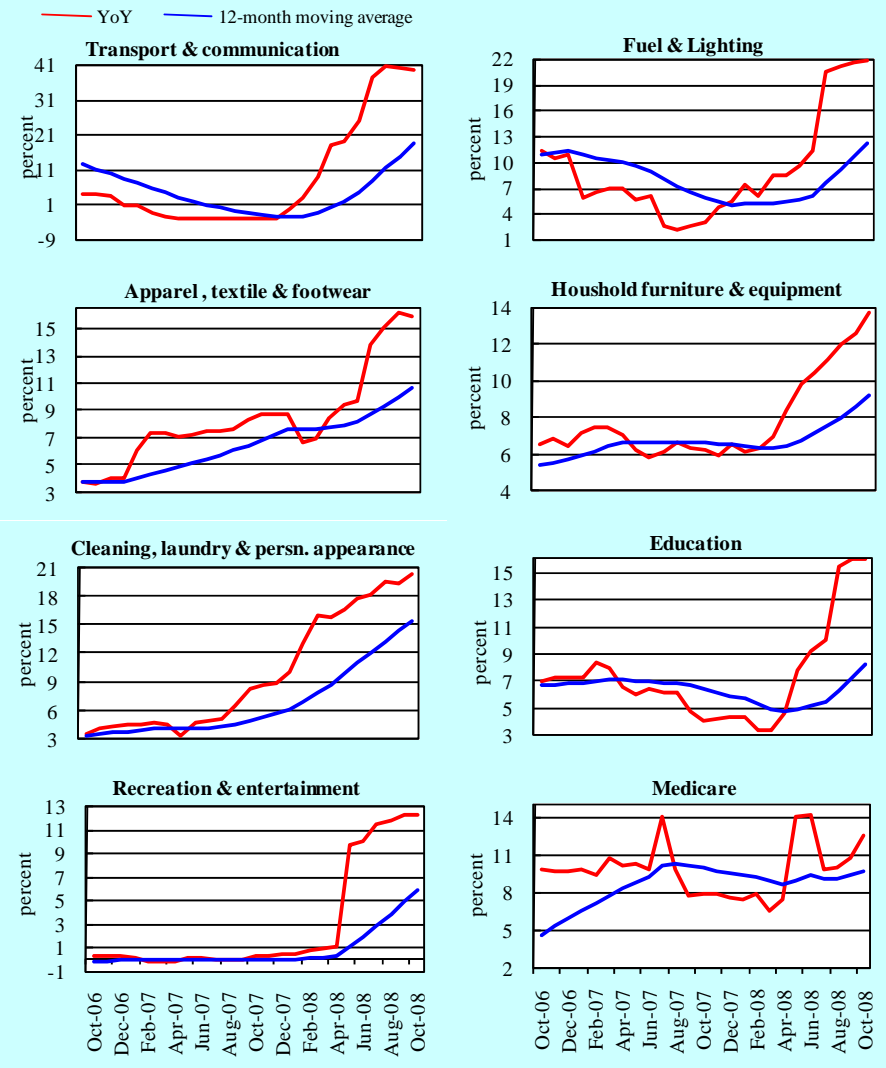 YoY 12-month moving average
Transport & communication
percent
41
31
21
11
1
-9
Fuel & Lighting
percent
22
19
16
13
10
7
4
1
Apparel , textile & footwear
percent
15
13
11
9
7
5
3
Houshold furniture & equipment
percent
14
12
10
8
6
4
Cleaning, laundry & persn. appearance
percent
21
18
15
12
9
6
3
Education
percent
15
13
11
9
7
5
3
Recreation & entertainment
percent
13
11
9
7
5
3
1
-1
Oct-06
Dec-06
Feb-07
Apr-07
Jun-07
Aug-07
Oct-07
Dec-07
Feb-08
Apr-08
Jun-08
Aug-08
Oct-08
Medicare
percent
14
11
8
5
2
Oct-06
Dec-06
Feb-07
Apr-07
Jun-07
Aug-07
Oct-07
Dec-07
Feb-08
Apr-08
Jun-08
Aug-08
Oct-08